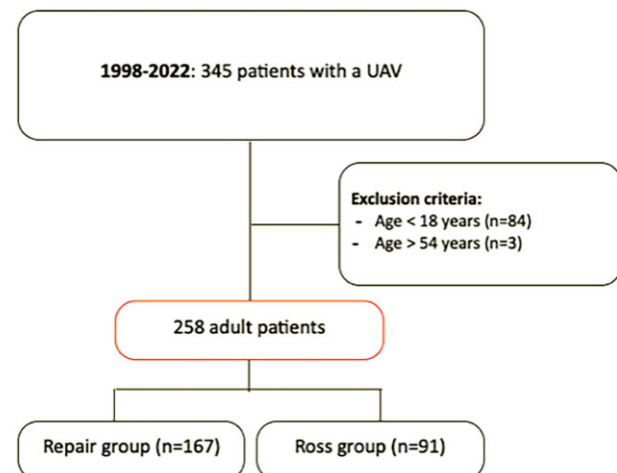 1998-2022: 345 patients with a UAV
Exclusion criteria:
- Age < 18 years (n=84)
- Age > 54 years (n=3)
258 adult patients
Repair group (n=167)
Ross group (n=91)